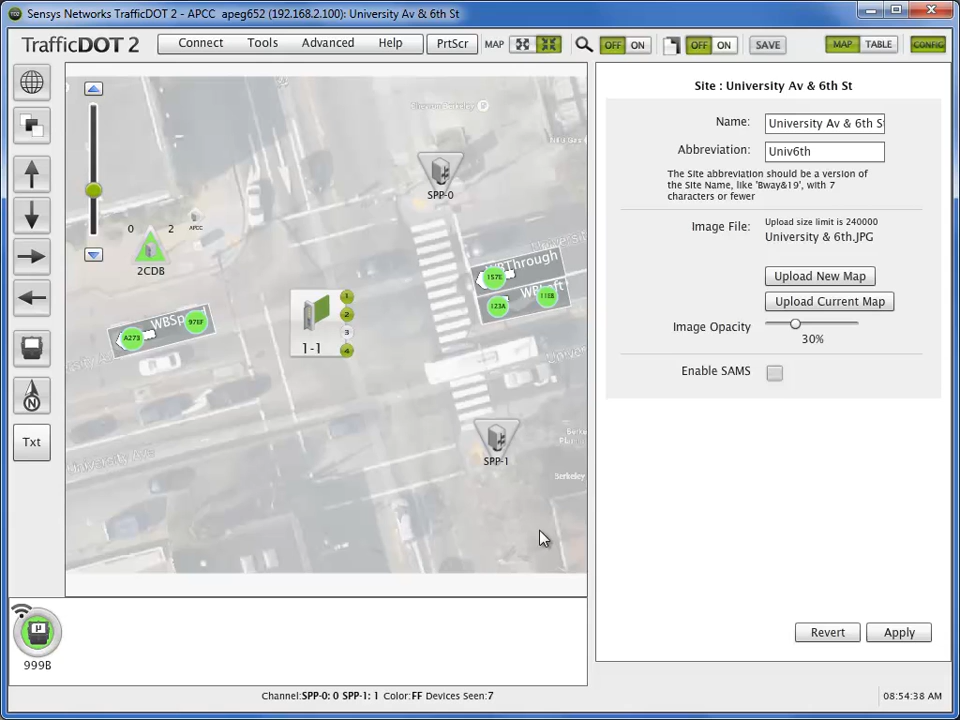 Sensys Networks TrafficDOT 2 - APCC apeg652 (192.168.2.100): University Av & 6th St
TrafficDOT 2
Connect Tools Advanced Help PrtScr MAP OFF ON OFF ON SAVE MAP TABLE CONFIG
Site : University Av & 6th St
Name: University Av & 6th S
Abbreviation: Univ6th
The Site abbreviation should be a version of
the Site Name, like 'Bway&19', with 7
characters or fewer
Image File: Upload size limit is 240000
University & 6th.JPG
Upload New Map
Upload Current Map
Image Opacity
30%
Enable SAMS
Revert Apply
SPP-0
0 2 APCC
2CDB
WBThrough
157E
WBLeft
123A 11EB
WBSp
A273 97EF
1-1
1
2
3
4
University Ave
SPP-1
Berkeley
Txt
999B
Channel:SPP-0: 0 SPP-1: 1 Color:FF Devices Seen:7
08:54:38 AM